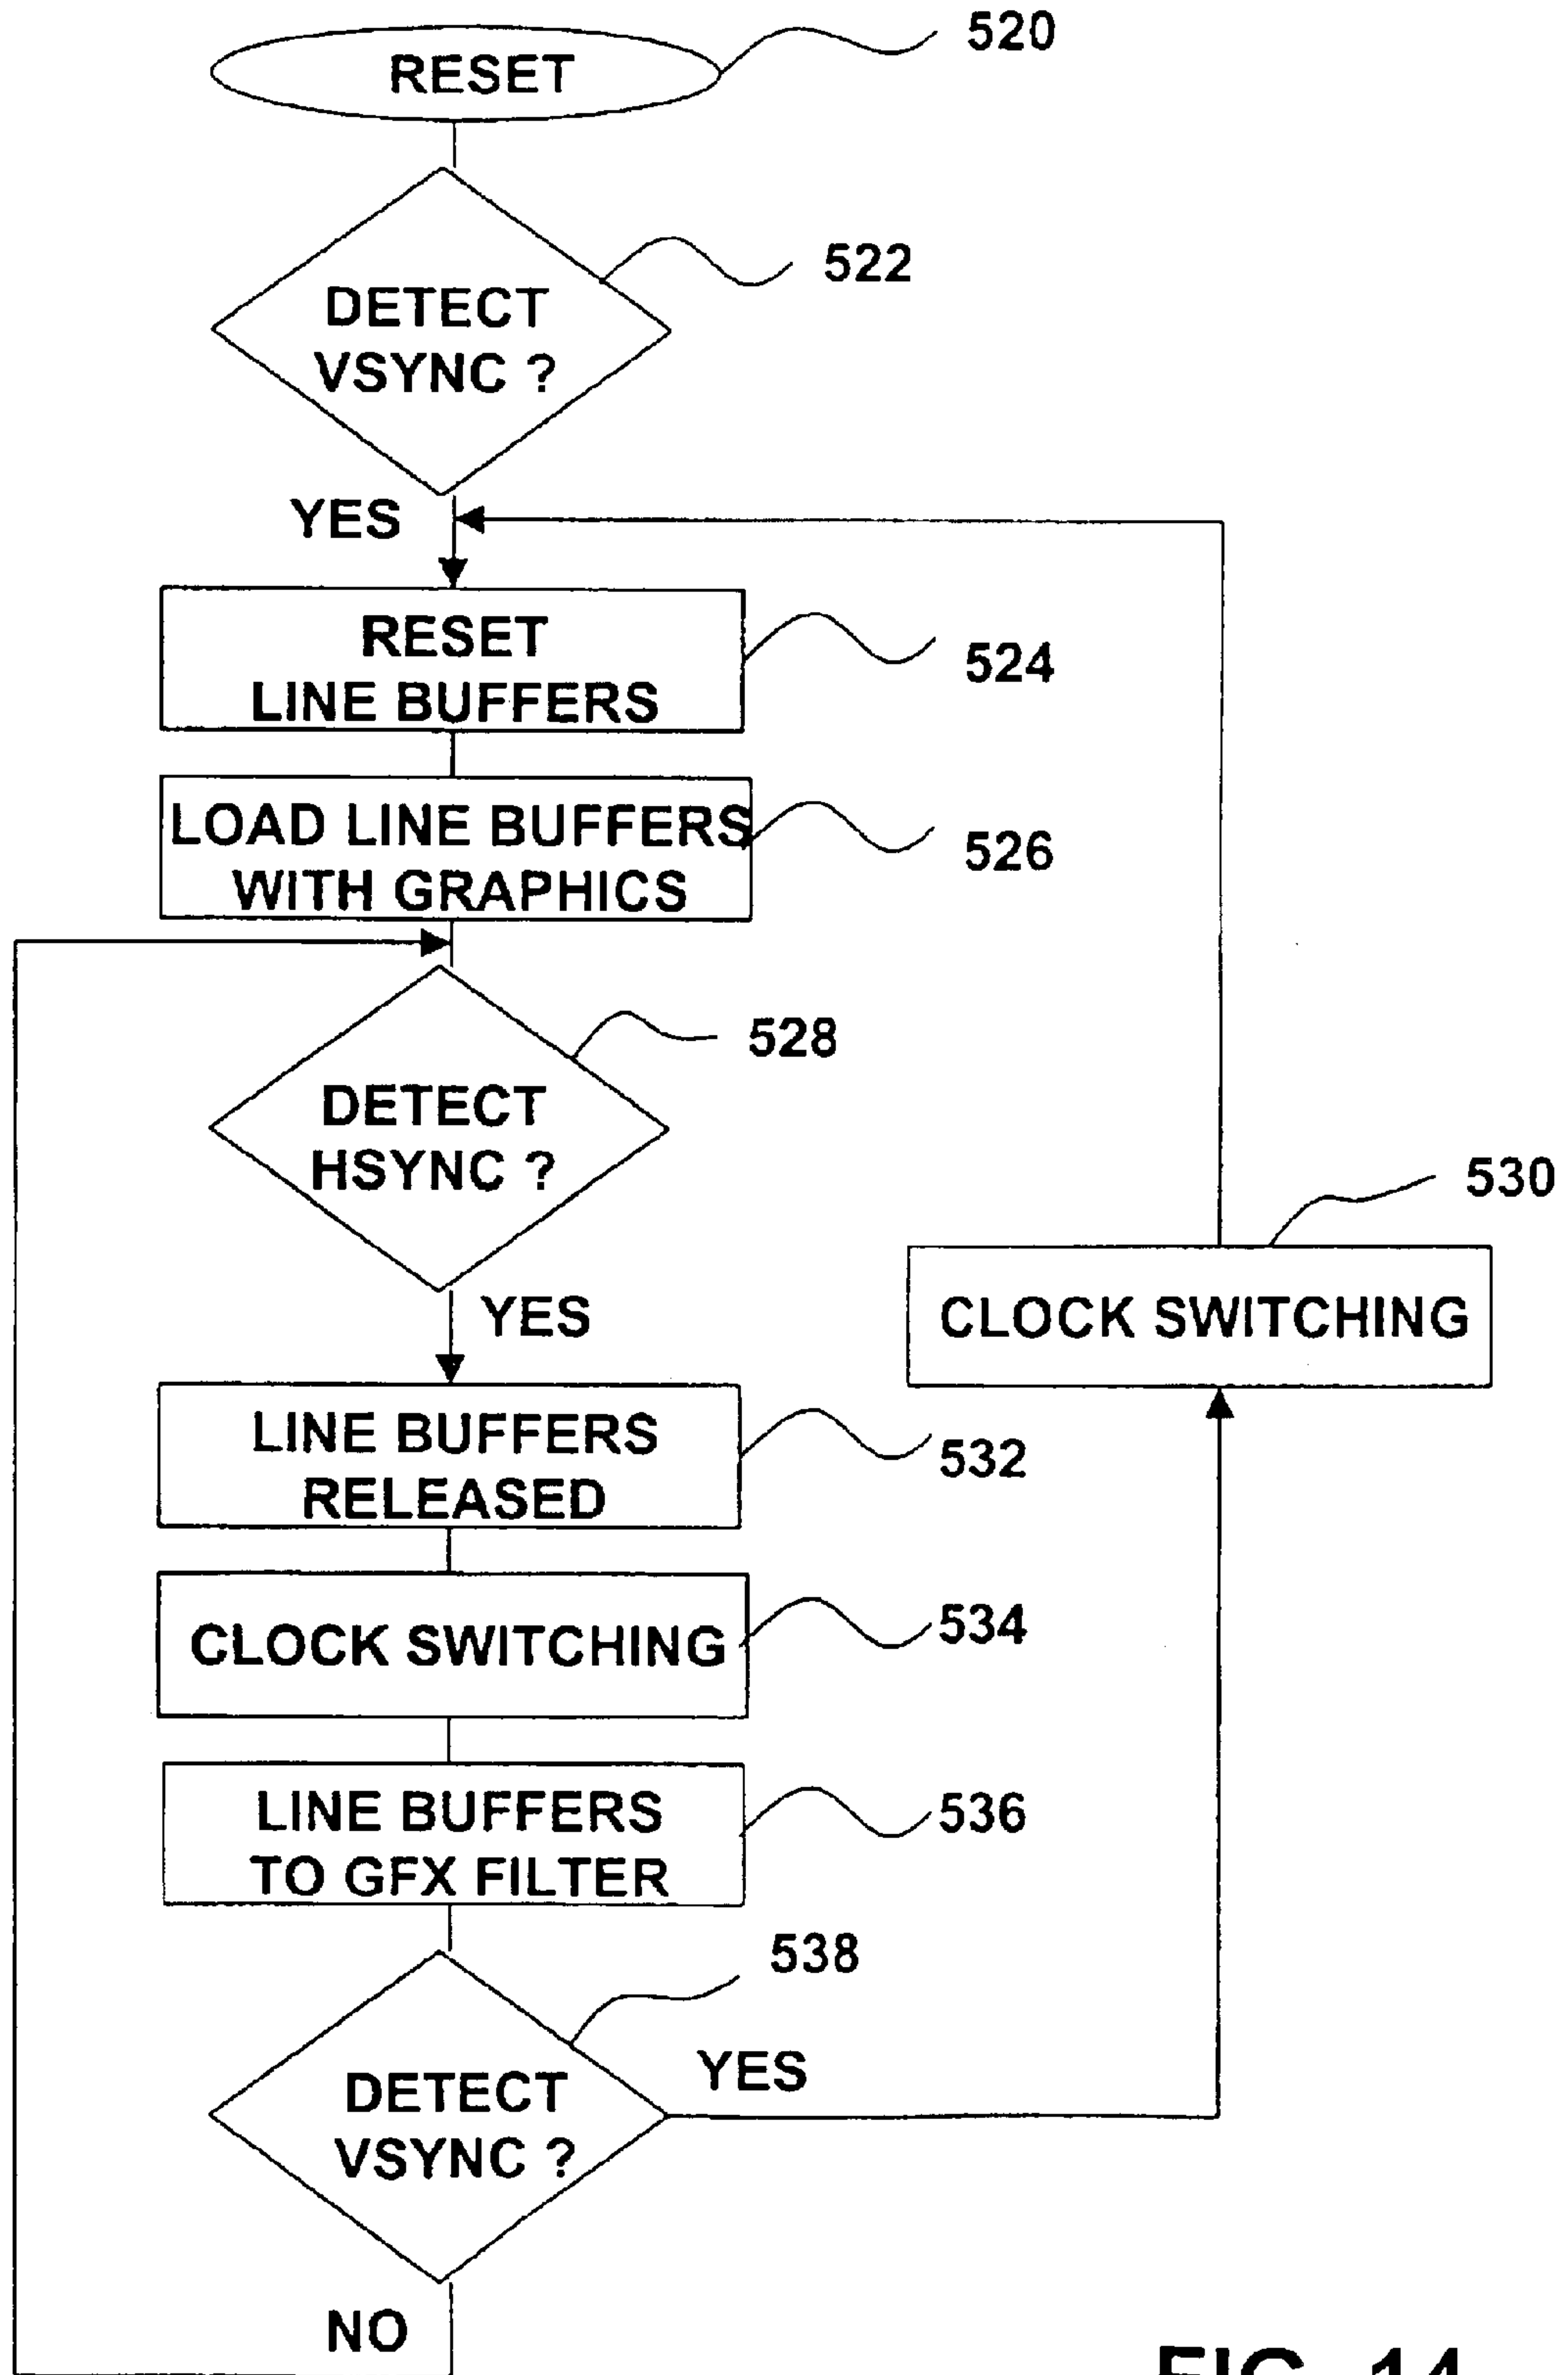 RESET
520
DETECT
VSYNC ?
522
YES
RESET
LINE BUFFERS
524
LOAD LINE BUFFERS
WITH GRAPHICS
526
DETECT
HSYNC ?
528
YES
CLOCK SWITCHING
530
LINE BUFFERS
RELEASED
532
CLOCK SWITCHING
534
LINE BUFFERS
TO GFX FILTER
536
DETECT
VSYNC ?
538
YES
NO
FIG. 14